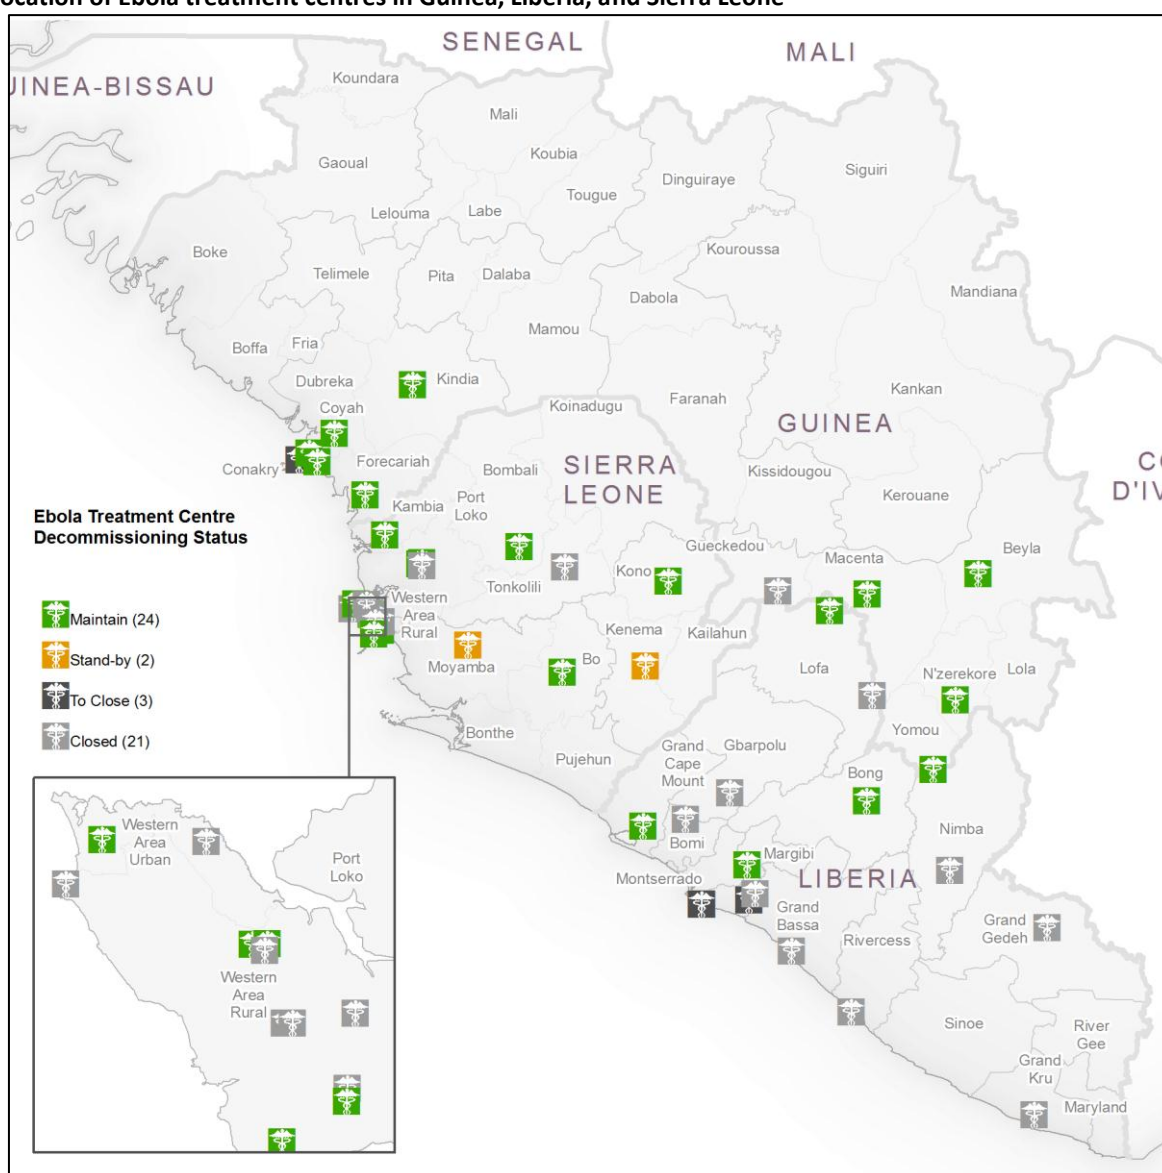 ocation of Ebola treatment centres in Guinea, Liberia, and Sierra Leone
SENEGAL
MALI
UINEA-BISSAU
Koundara
Mali
Koubia
Gaoual
Siguiri
Dinguiraye
Tougue
Lelouma
Labe
Boke
Kouroussa
Telimele
Pita
Dalaba
Mandiana
Dabola
Mamou
Fria
Boffa
Dubreka
Kindia
Kankan
Faranah
Coyah
Koinadugu
GUINEA
Conakry
Forecariah
Bombali
SIERRA
LEONE
Kissidougou
CO
D'IV
Kerouane
Port
Loko
Kambia
Ebola Treatment Centre
Decommissioning Status
Gueckedou
Macenta
Beyla
Kono
Tonkolili
Western
Area
Rural
Maintain (24)
Kenema
Kailahun
Stand-by (2)
Moyamba
Bo
Lofa
N'zerekore
Lola
To Close (3)
Closed (21)
Bonthe
Yomou
Pujehun
Grand
Cape
Mount
Gbarpolu
Bong
Nimba
Bomi
Margibi
Montserrado
LIBERIA
Grand
Bassa
Rivercess
Grand
Gedeh
Sinoe
River
Gee
Grand
Kru
Maryland
Western
Area
Urban
Port
Loko
Western
Area
Rural